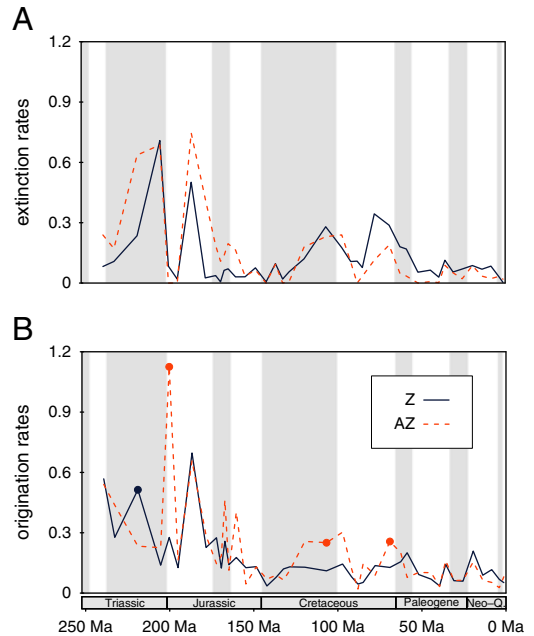 A
1.2
0.9
0.6
0.3
0
extinction rates
B
1.2
0.9
0.6
0.3
0
origination rates
Z
AZ
Triassic
Jurassic
Cretaceous
Paleogene
Neo–Q.
250 Ma
200 Ma
150 Ma
100 Ma
50 Ma
0 Ma